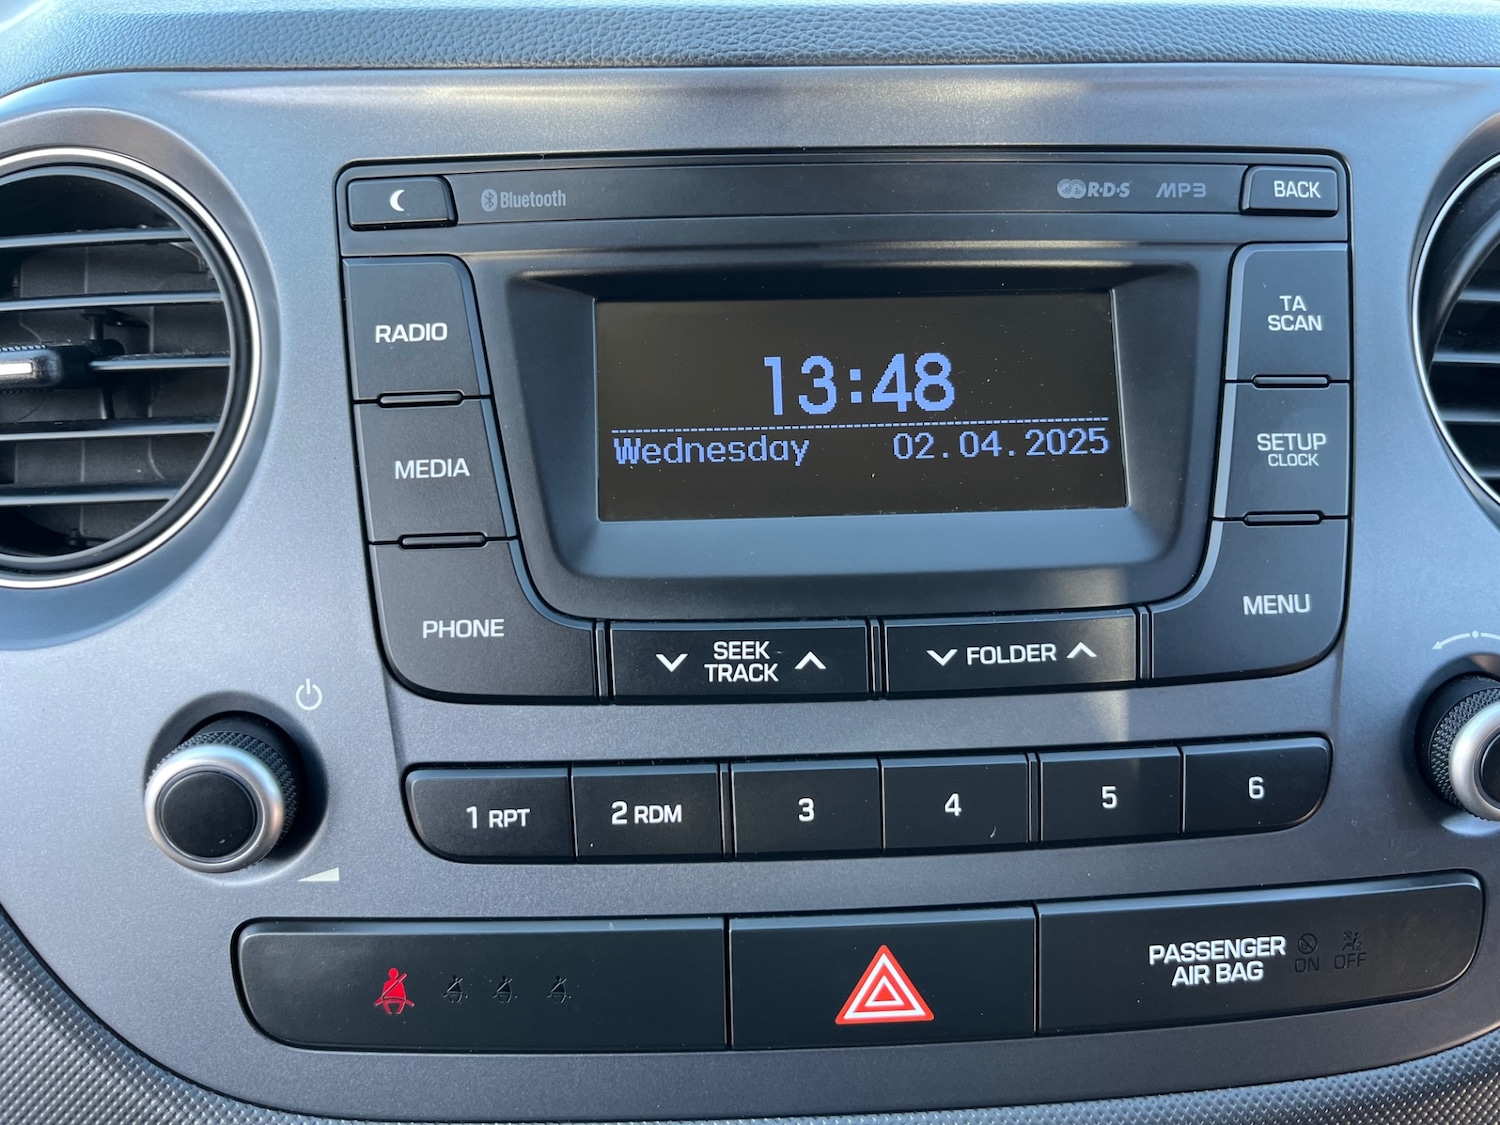 Bluetooth
R·D·S
MP3
BACK
RADIO
MEDIA
PHONE
13:48
Wednesday 02.04.2025
TA
SCAN
SETUP
CLOCK
MENU
SEEK
TRACK
FOLDER
1 RPT
2 RDM
3
4
5
6
PASSENGER
AIR BAG
ON
OFF